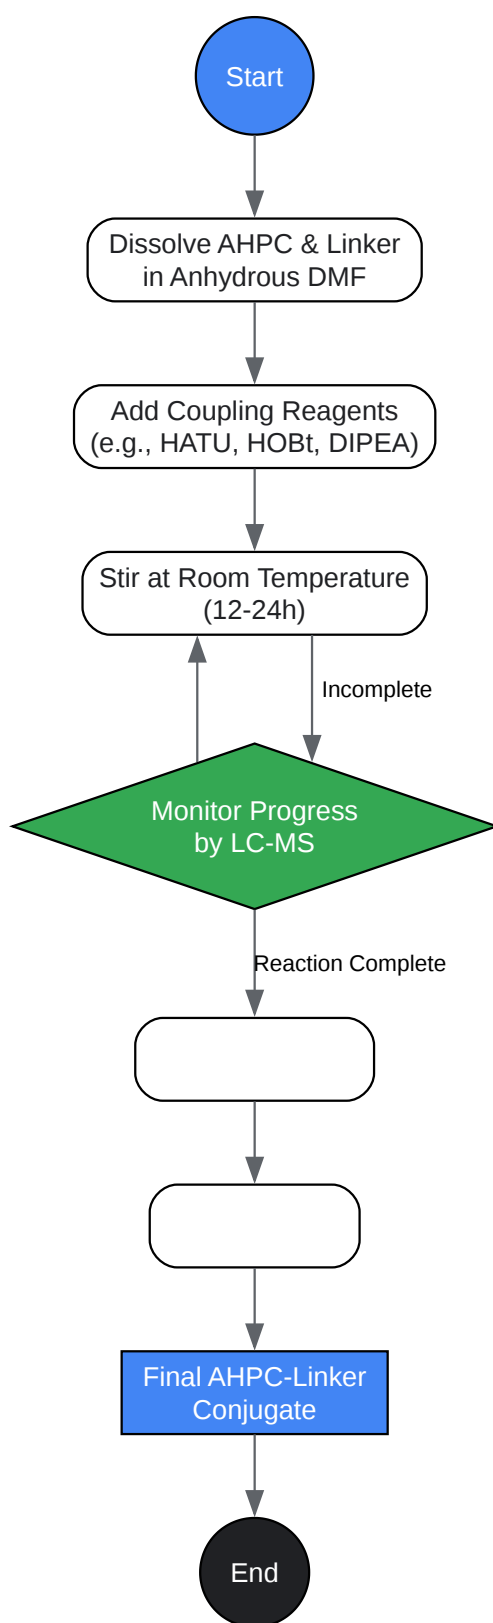 Start
Dissolve AHPC & Linker
in Anhydrous DMF
Add Coupling Reagents
(e.g., HATU, HOBt, DIPEA)
Stir at Room Temperature
(12-24h)
Incomplete
Monitor Progress
by LC-MS
Reaction Complete
Final AHPC-Linker
Conjugate
End